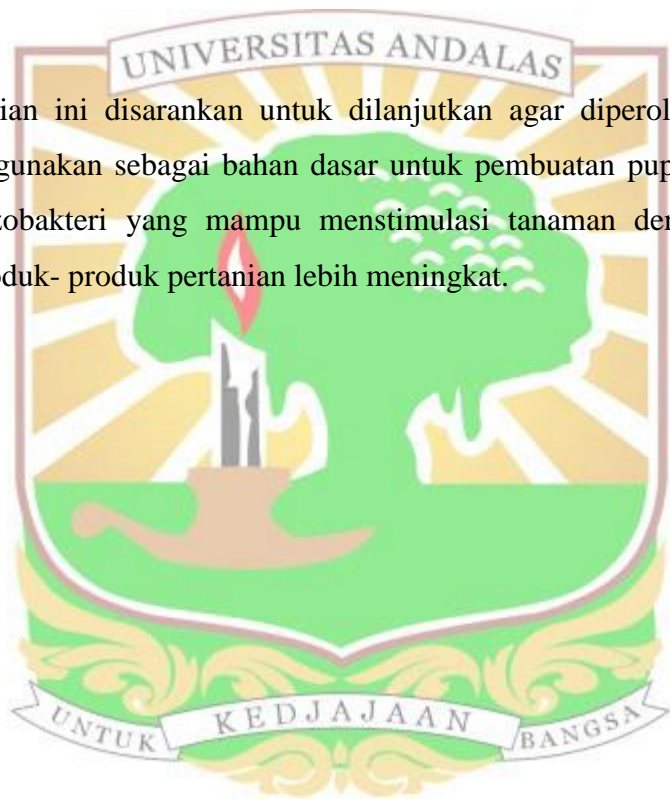 UNIVERSITAS ANDALAS
ian ini disarankan untuk dilanjutkan agar diperol
gunakan sebagai bahan dasar untuk pembuatan pup
zobakteri yang mampu menstimulasi tanaman der
duk- produk pertanian lebih meningkat.
UNTUK KEDJAJAAN BANGSA